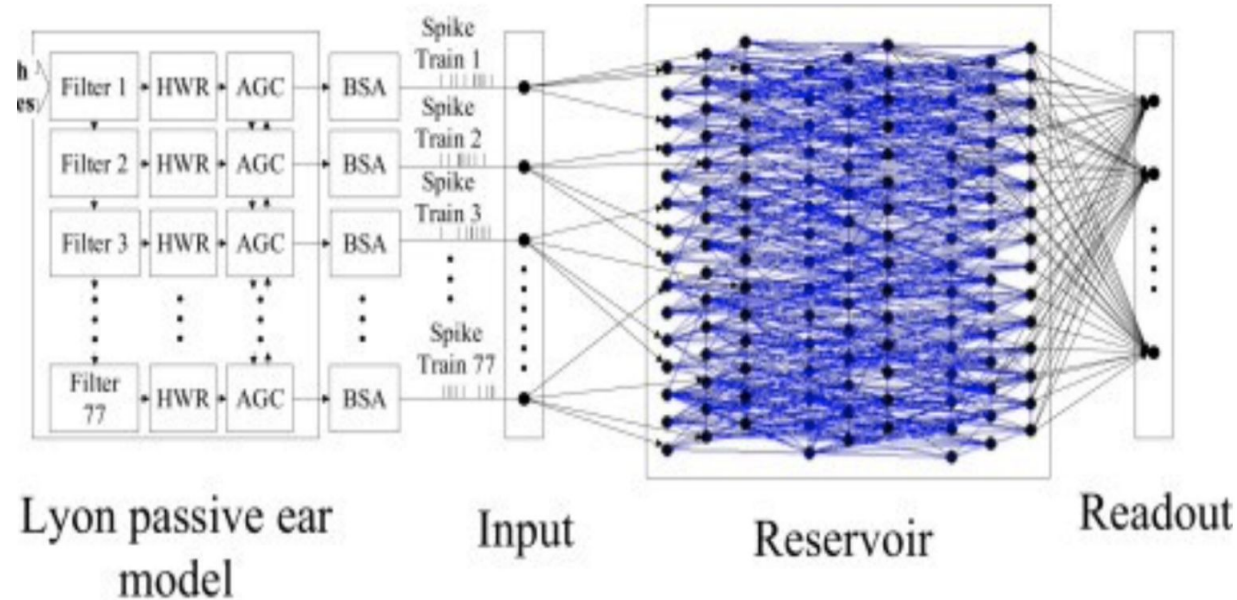 h
es
Filter 1
HWR
AGC
BSA
Spike
Train 1
Filter 2
HWR
AGC
BSA
Spike
Train 2
Filter 3
HWR
AGC
BSA
Spike
Train 3
Filter
77
HWR
AGC
BSA
Spike
Train 77
Lyon passive ear
model
Input
Reservoir
Readout